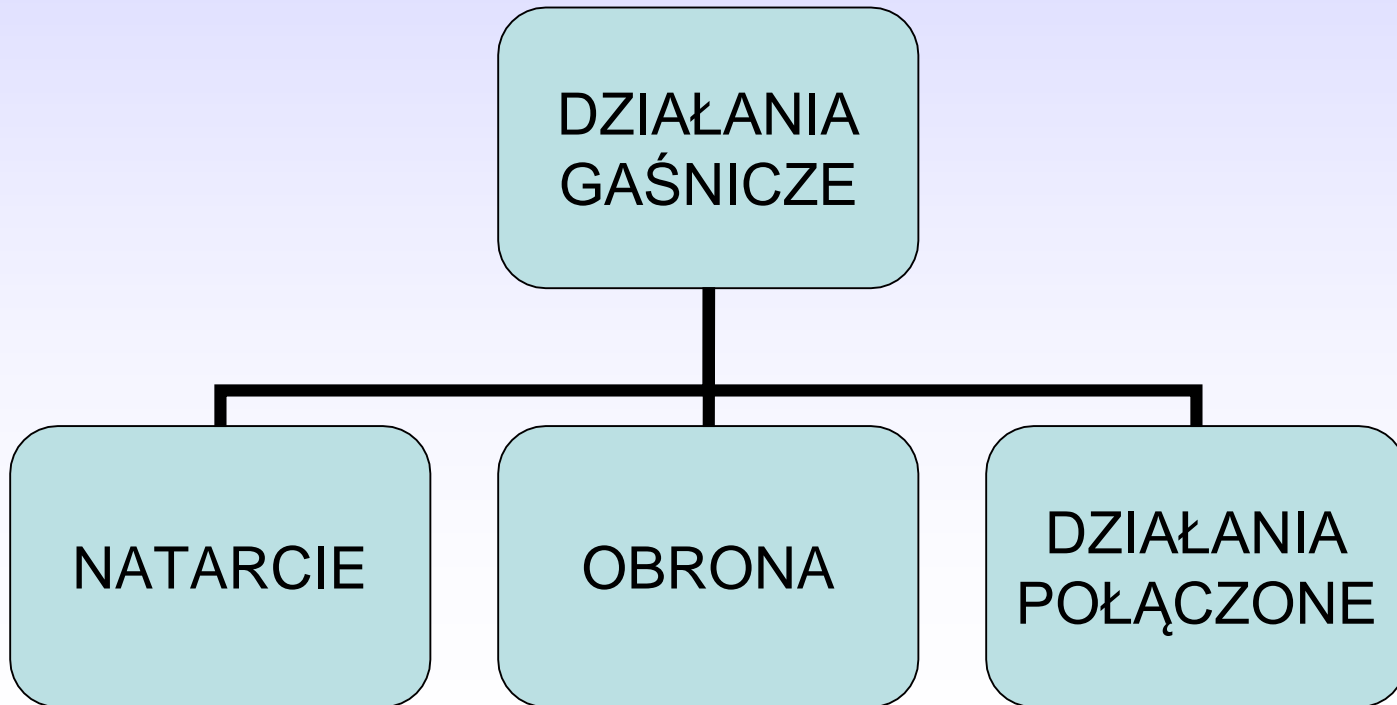 DZIAŁANIA
GAŚNICZE
NATARCIE
OBRONA
DZIAŁANIA
POŁĄCZONE